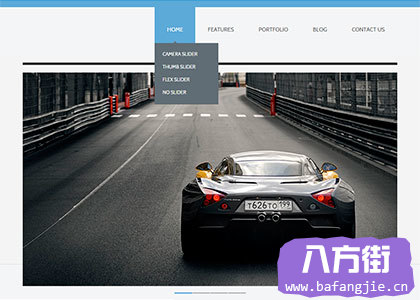 HOME FEATURES PORTFOLIO BLOG CONTACT US
CAMERA SLIDER
THUMB SLIDER
FLEX SLIDER
NO SLIDER
T626TO 199
八方街
www.bafangjie.cn